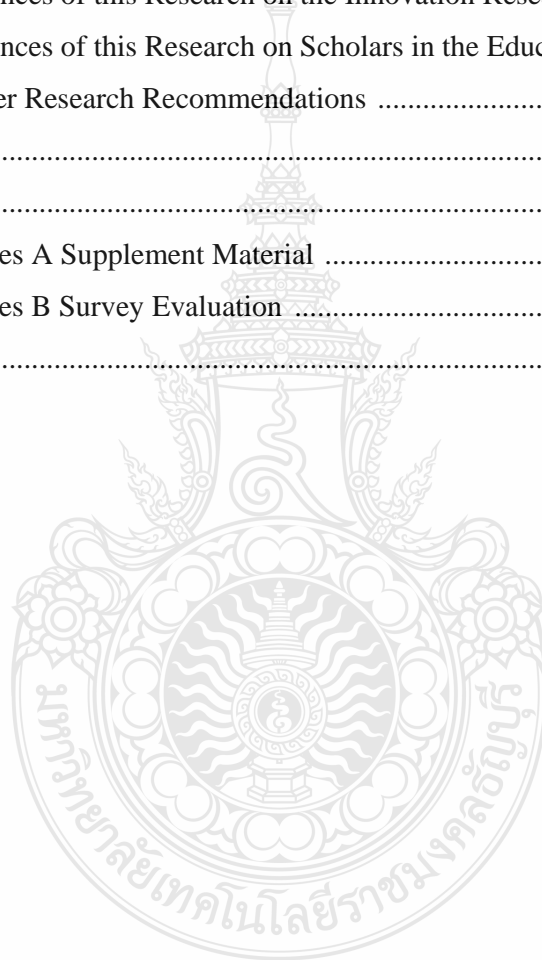 nces of this Research on the Innovation Resea
nces of this Research on Scholars in the Educ
er Research Recommendations ..........................
..............................................................................
..............................................................................
es A Supplement Material ..................................
es B Survey Evaluation .......................................
..............................................................................
มหาวิทยาลัยเทคโนโลยีราชมงคลธัญบุรี